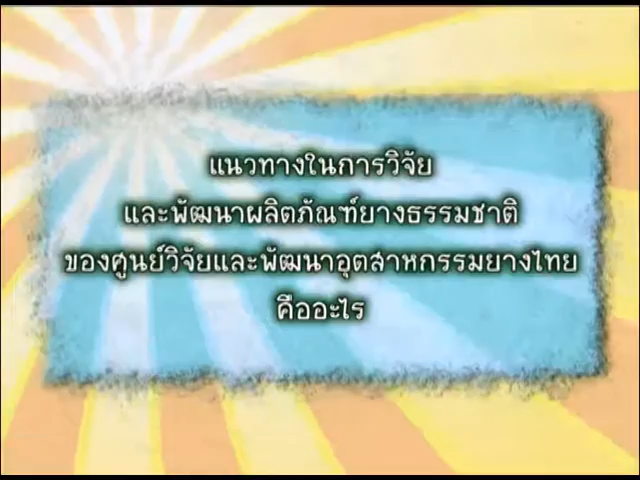 แนวทางในการวิจัย
และพัฒนาผลิตภัณฑ์ยางธรรมชาติ
ของศูนย์วิจัยและพัฒนาอุตสาหกรรมยางไทย
คืออะไร